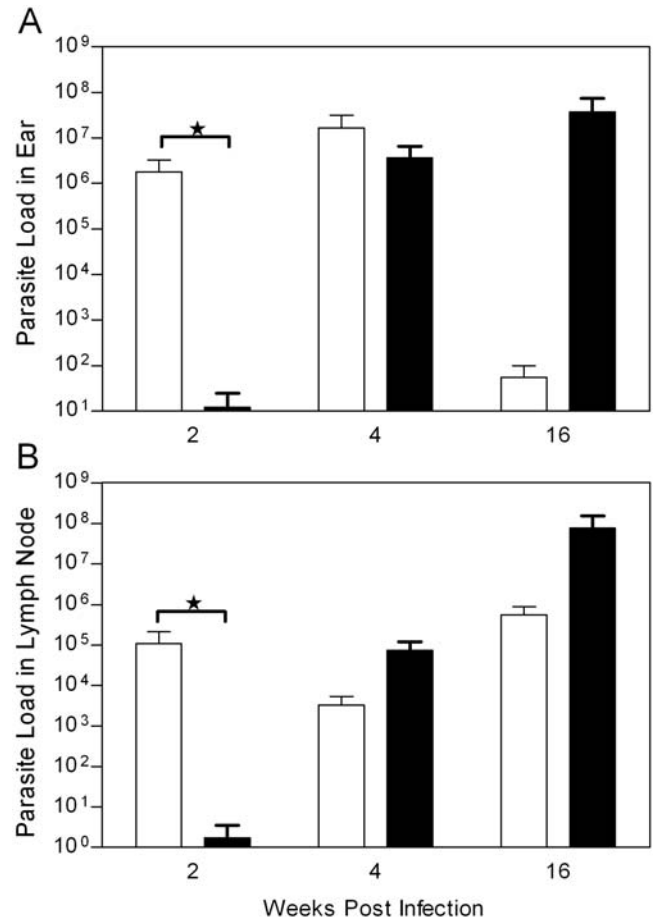 A
10⁹
10⁸
10⁷
10⁶
10⁵
10⁴
10³
10²
10¹
Parasite Load in Ear
2 4 16
B
10⁹
10⁸
10⁷
10⁶
10⁵
10⁴
10³
10²
10¹
10⁰
Parasite Load in Lymph Node
2 4 16
Weeks Post Infection